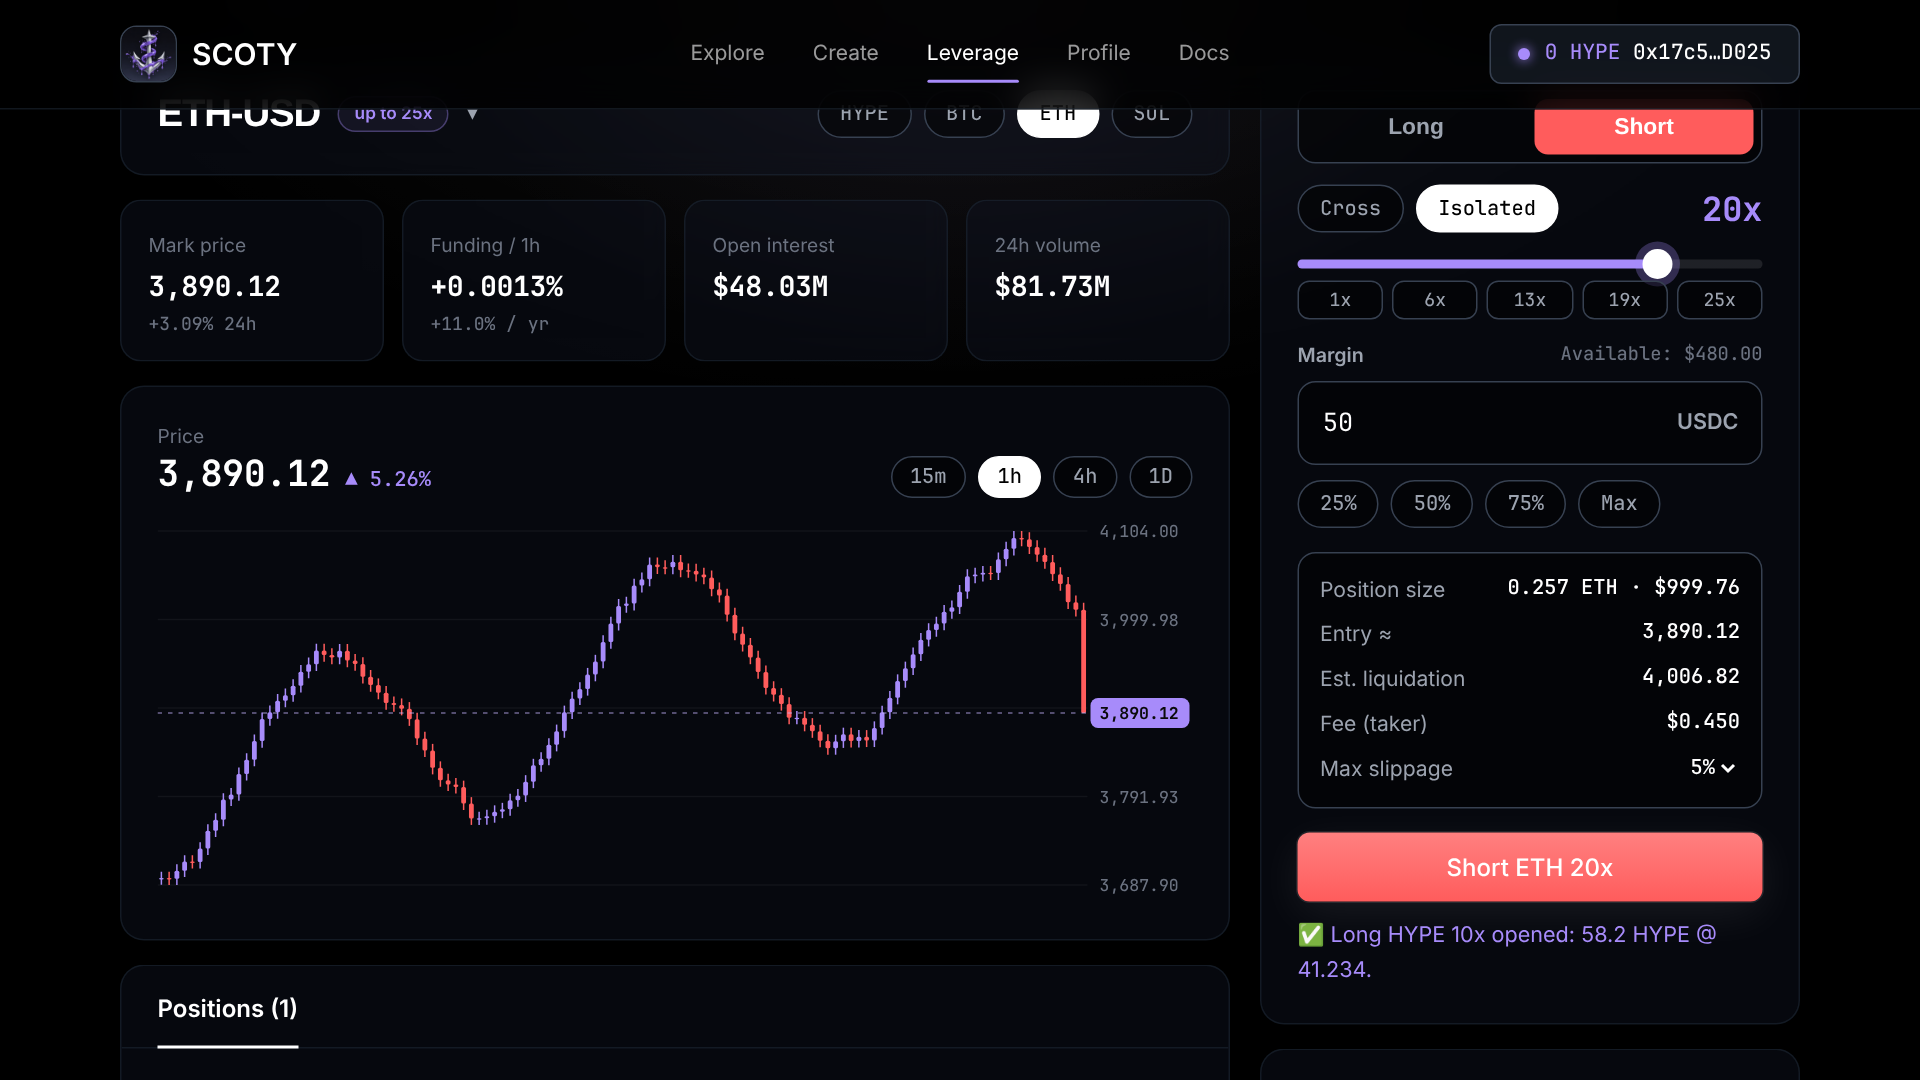 SCOTY
Explore Create Leverage Profile Docs
0 HYPE 0x17c5…D025
ETH-USD up to 25x ▼
HYPE BTC ETH SOL
Mark price
3,890.12
+3.09% 24h
Funding / 1h
+0.0013%
+11.0% / yr
Open interest
$48.03M
24h volume
$81.73M
Price
3,890.12 ▲ 5.26%
15m 1h 4h 1D
4,104.00
3,999.98
3,890.12
3,791.93
3,687.90
Positions (1)
Long Short
Cross Isolated 20x
1x 6x 13x 19x 25x
Margin Available: $480.00
50 USDC
25% 50% 75% Max
Position size 0.257 ETH · $999.76
Entry ≈ 3,890.12
Est. liquidation 4,006.82
Fee (taker) $0.450
Max slippage 5%
Short ETH 20x
✅ Long HYPE 10x opened: 58.2 HYPE @
41.234.